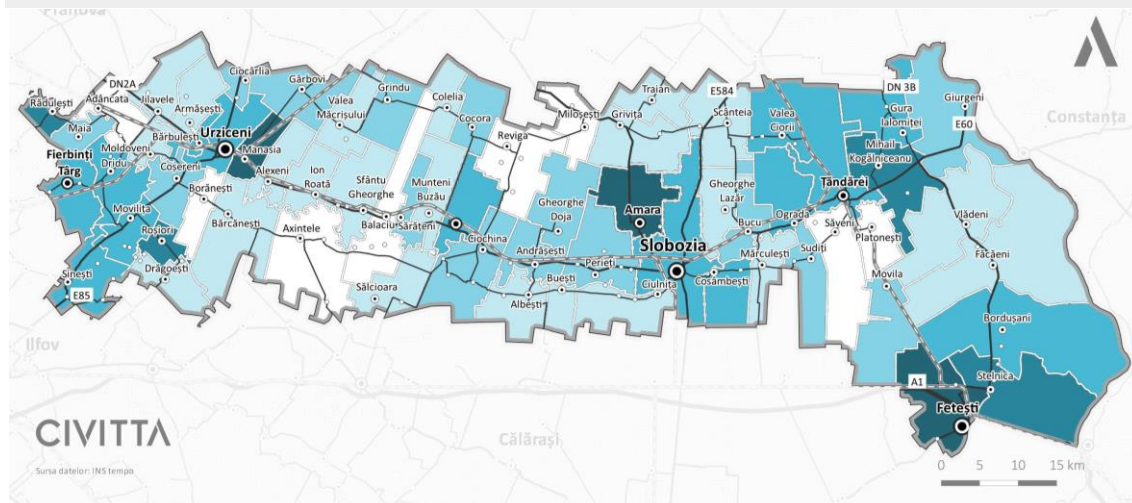 Prahova
DN2A
Ciocârlia
Gârbovi
Grindu
Colelia
Rădulești
Adâncata
Jilavele
Armășești
Maia
Bărbulești
Urziceni
Valea
Măcrișului
Cocora
Reviga
Miloșești
Traian
Grivița
E584
Scânteia
Valea
Ciorii
DN 3B
Gura
Ialomiței
Giurgeni
E60
Constanța
Fierbinți
Târg
Moldoveni
Dridu
Coșereni
Manasia
Alexeni
Ion
Roată
Sfântu
Gheorghe
Munteni
Buzău
Mihail
Kogălniceanu
Borănești
Bărcănești
Balaciu
Sărățeni
Gheorghe
Doja
Amara
Gheorghe
Lazăr
Țăndărei
Movilița
Roșiori
Axintele
Ciochina
Andrășești
Slobozia
Bucu
Ograda
Săveni
Platonești
Vlădeni
Sinești
Drăgoești
E85
Sălcioara
Perieți
Buești
Albești
Ciulnița
Cosâmbești
Mărculești
Sudiți
Movila
Făcăeni
Ilfov
Bordușani
A1
Stelnica
Fetești
CIVITTA
Călărași
Sursa datelor: INS tempo
0 5 10 15 km